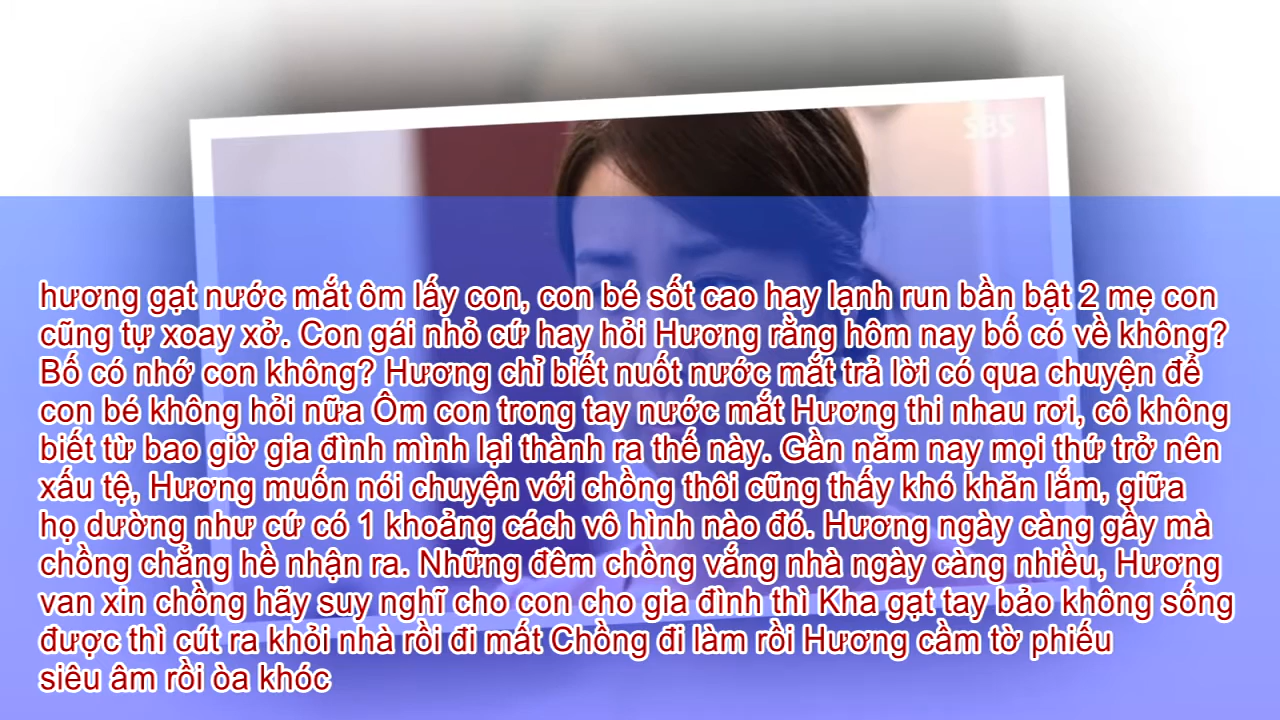 SBS
hương gạt nước mắt ôm lấy con, con bé sốt cao hay lạnh run bần bật 2 mẹ con
cũng tự xoay xở. Con gái nhỏ cứ hay hỏi Hương rằng hôm nay bố có về không?
Bố có nhớ con không? Hương chỉ biết nuốt nước mắt trả lời có qua chuyện để
con bé không hỏi nữa Ôm con trong tay nước mắt Hương thi nhau rơi, cô không
biết từ bao giờ gia đình mình lại thành ra thế này. Gần năm nay mọi thứ trở nên
xấu tệ, Hương muốn nói chuyện với chồng thôi cũng thấy khó khăn lắm, giữa
họ dường như cứ có 1 khoảng cách vô hình nào đó. Hương ngày càng gầy mà
chồng chẳng hề nhận ra. Những đêm chồng vắng nhà ngày càng nhiều, Hương
van xin chồng hãy suy nghĩ cho con cho gia đình thì Kha gạt tay bảo không sống
được thì cút ra khỏi nhà rồi đi mất Chồng đi làm rồi Hương cầm tờ phiếu
siêu âm rồi òa khóc